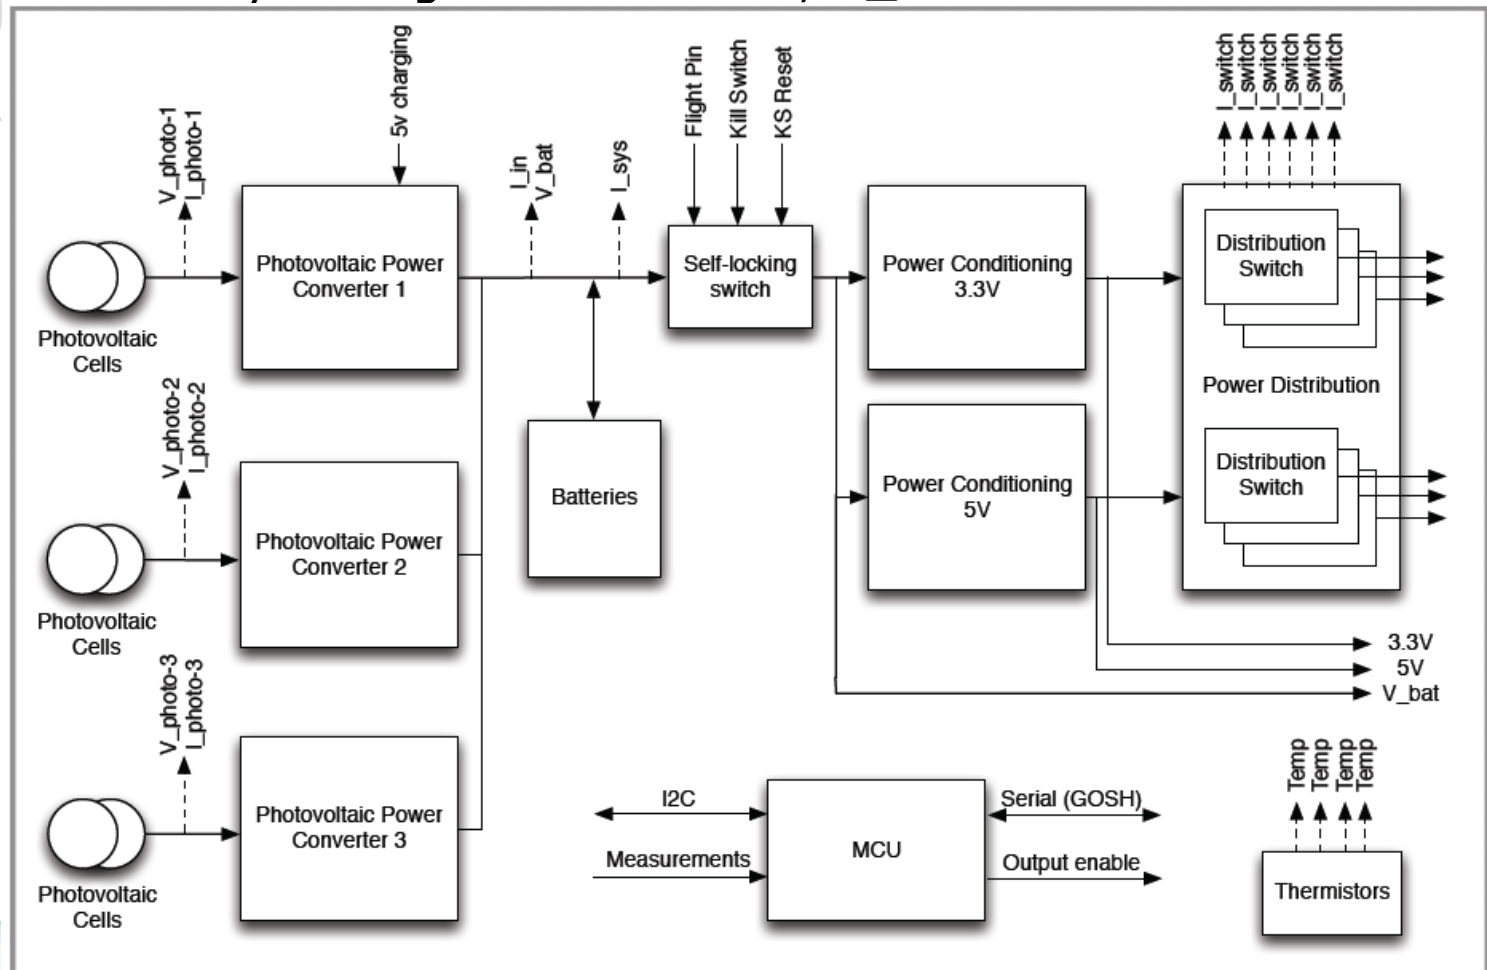 I_switch
I_switch
I_switch
I_switch
I_switch
I_switch
5v charging
Flight Pin
Kill Switch
KS Reset
V_photo-1
I_photo-1
I_in
V_bat
I_sys
Photovoltaic Power
Converter 1
Self-locking
switch
Power Conditioning
3.3V
Distribution
Switch
Photovoltaic
Cells
Power Distribution
V_photo-2
I_photo-2
Batteries
Power Conditioning
5V
Distribution
Switch
Photovoltaic Power
Converter 2
Photovoltaic
Cells
3.3V
5V
V_bat
V_photo-3
I_photo-3
Temp
Temp
Temp
Temp
Photovoltaic Power
Converter 3
I2C
Serial (GOSH)
MCU
Measurements
Output enable
Photovoltaic
Cells
Thermistors